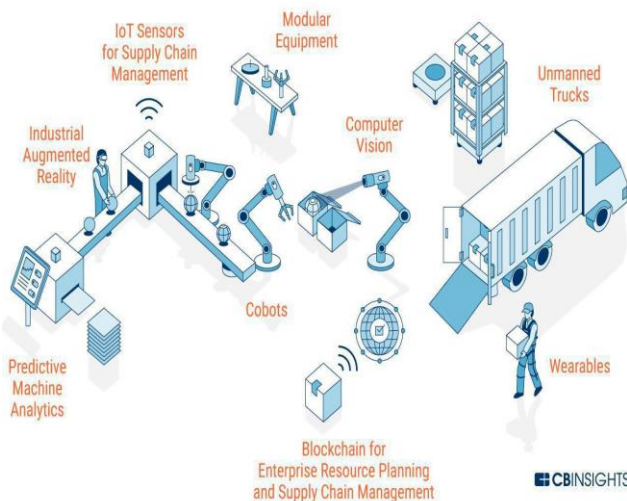 IoT Sensors
for Supply Chain
Management
Modular
Equipment
Unmanned
Trucks
Industrial
Augmented
Reality
Computer
Vision
Cobots
Predictive
Machine
Analytics
Wearables
Blockchain for
Enterprise Resource Planning
and Supply Chain Management
CBINSIGHTS